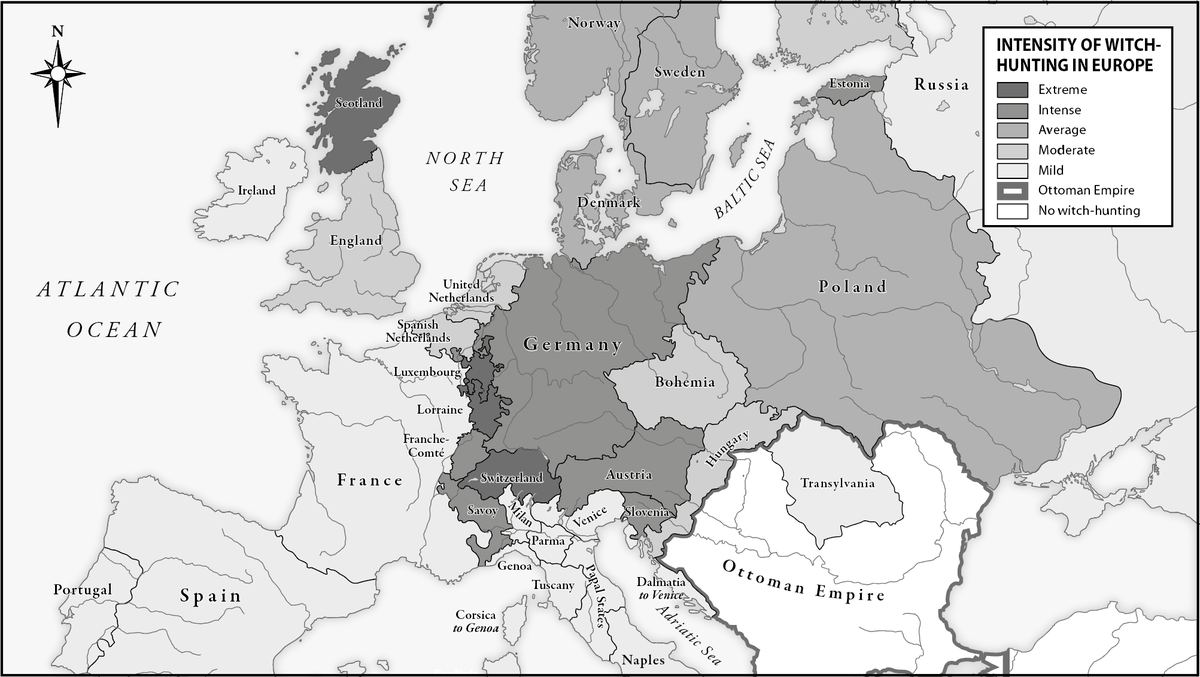 N
INTENSITY OF WITCH-
HUNTING IN EUROPE
Extreme
Intense
Average
Moderate
Mild
Ottoman Empire
No witch-hunting
Norway
Sweden
Estonia
Russia
Scotland
NORTH
SEA
BALTIC SEA
Ireland
Denmark
England
ATLANTIC
OCEAN
United
Netherlands
Poland
Spanish
Netherlands
Germany
Luxembourg
Bohemia
Lorraine
Franche-
Comté
Hungary
France
Switzerland
Austria
Transylvania
Savoy
Milan
Venice
Slovenia
Parma
Genoa
Ottoman Empire
Portugal
Spain
Tuscany
Papal States
Dalmatia
to Venice
Corsica
to Genoa
Adriatic Sea
Naples